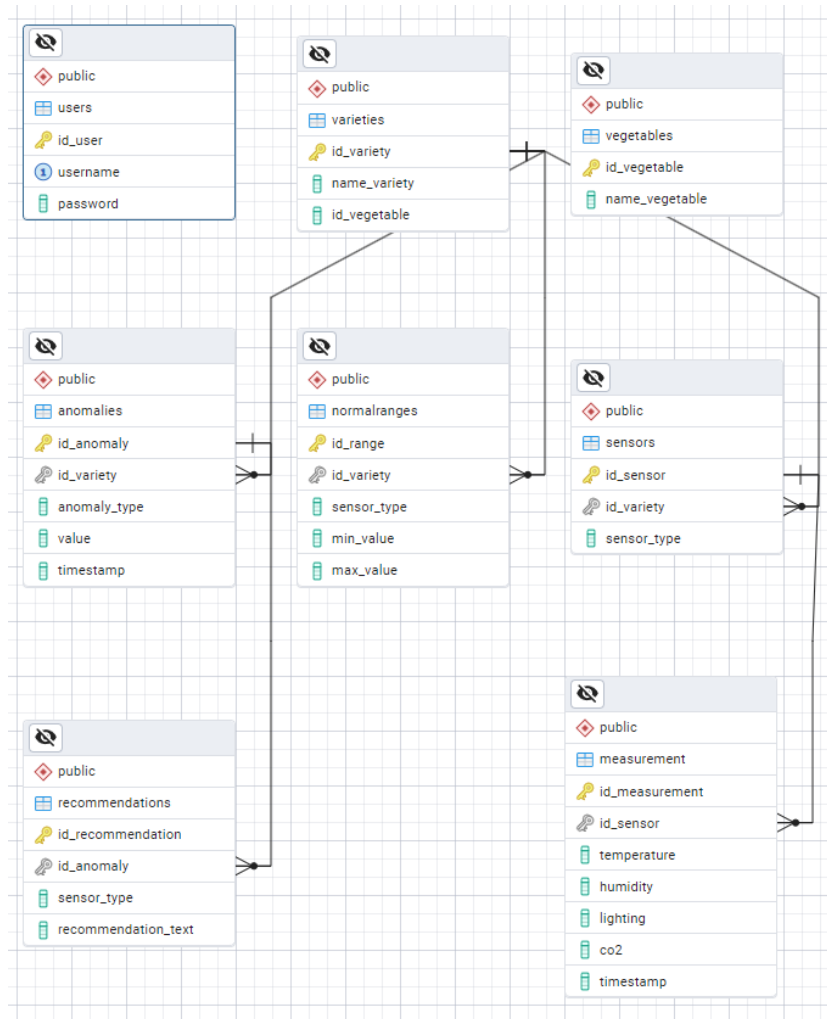 public
users
id_user
username
password
public
varieties
id_variety
name_variety
id_vegetable
public
vegetables
id_vegetable
name_vegetable
public
anomalies
id_anomaly
id_variety
anomaly_type
value
timestamp
public
normalranges
id_range
id_variety
sensor_type
min_value
max_value
public
sensors
id_sensor
id_variety
sensor_type
public
recommendations
id_recommendation
id_anomaly
sensor_type
recommendation_text
public
measurement
id_measurement
id_sensor
temperature
humidity
lighting
co2
timestamp